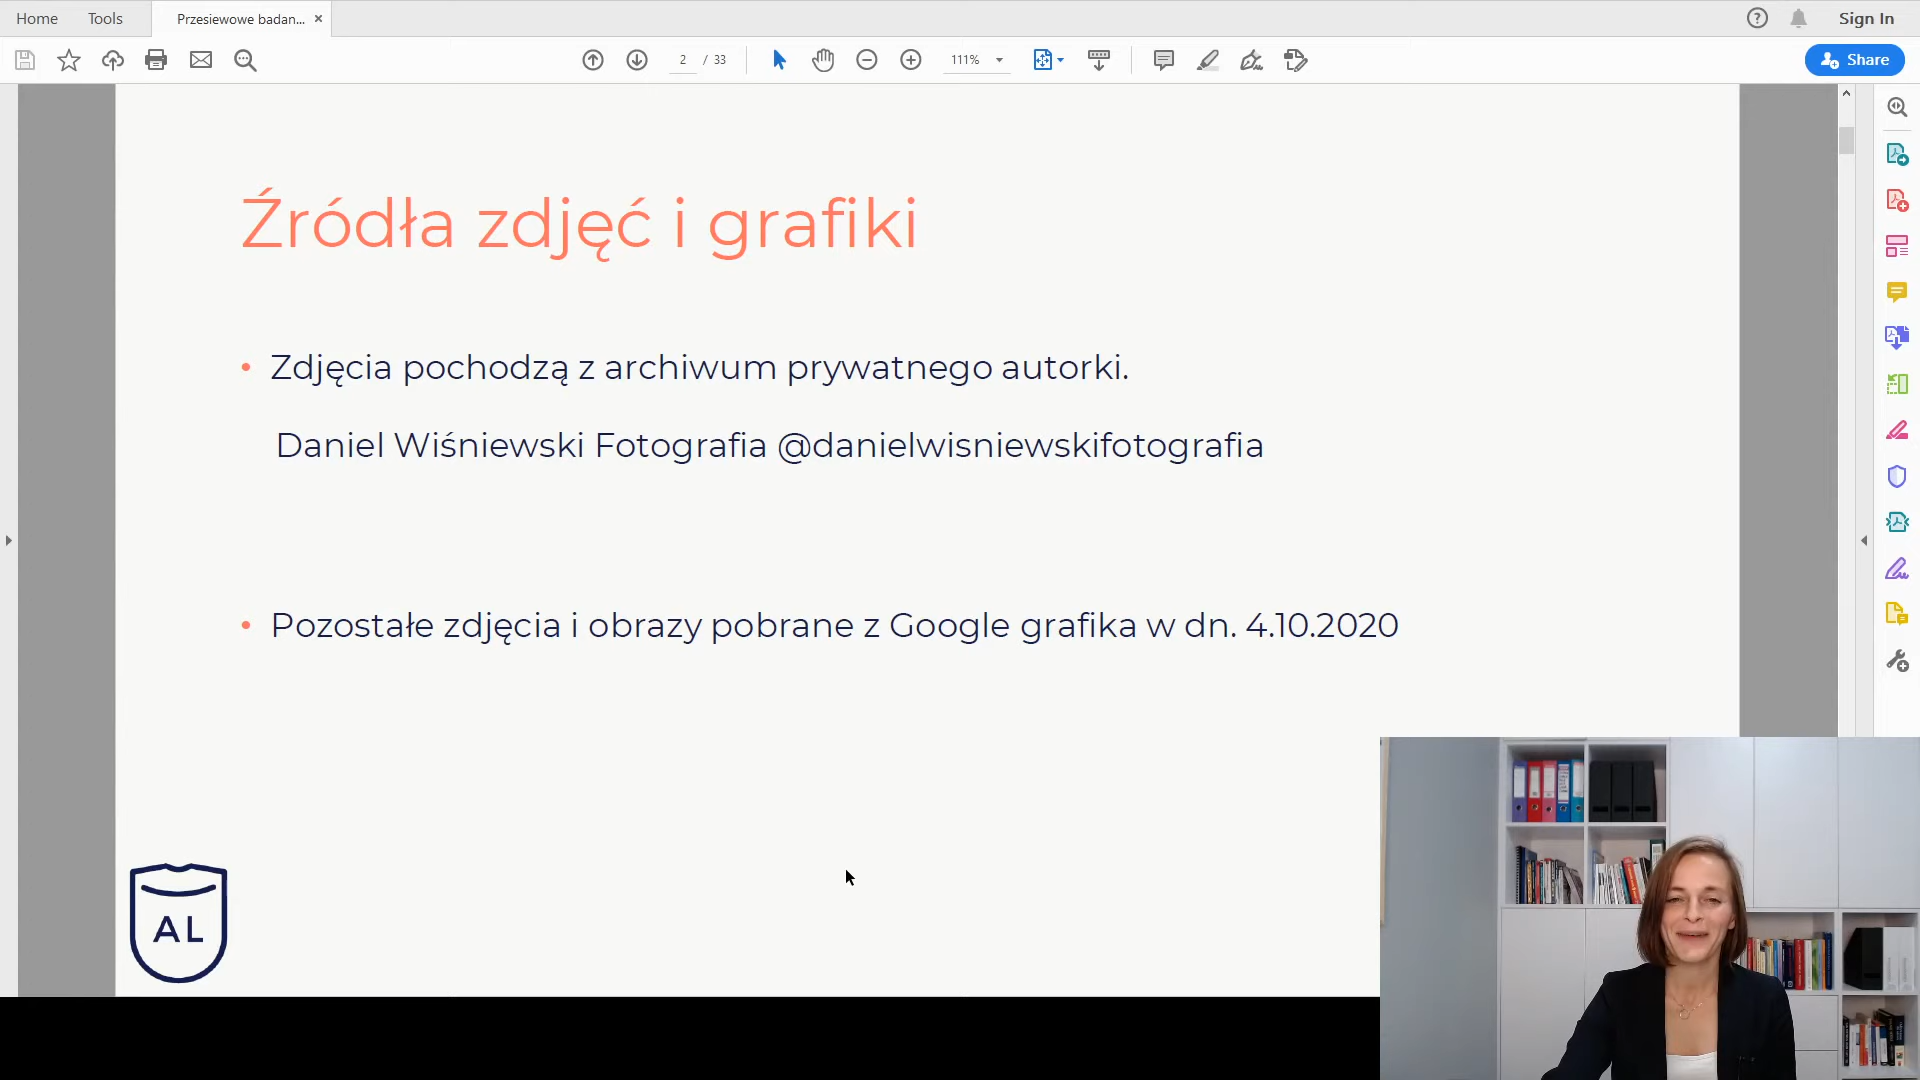 Home Tools Przesiewowe badan... Sign In
2 / 33 111% Share
Źródła zdjęć i grafiki
• Zdjęcia pochodzą z archiwum prywatnego autorki.
Daniel Wiśniewski Fotografia @danielwisniewskifotografia
• Pozostałe zdjęcia i obrazy pobrane z Google grafika w dn. 4.10.2020
AL